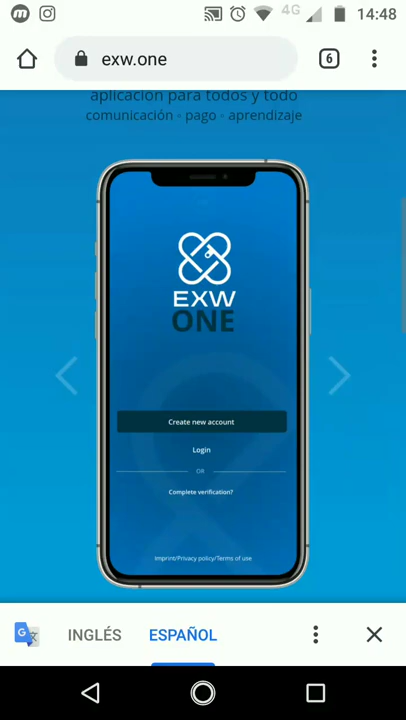 4G
14:48
exw.one
6
aplicación para todos y todo
comunicación - pago - aprendizaje
EXW
ONE
Create new account
Login
OR
Complete verification?
Imprint/Privacy policy/Terms of use
INGLÉS
ESPAÑOL